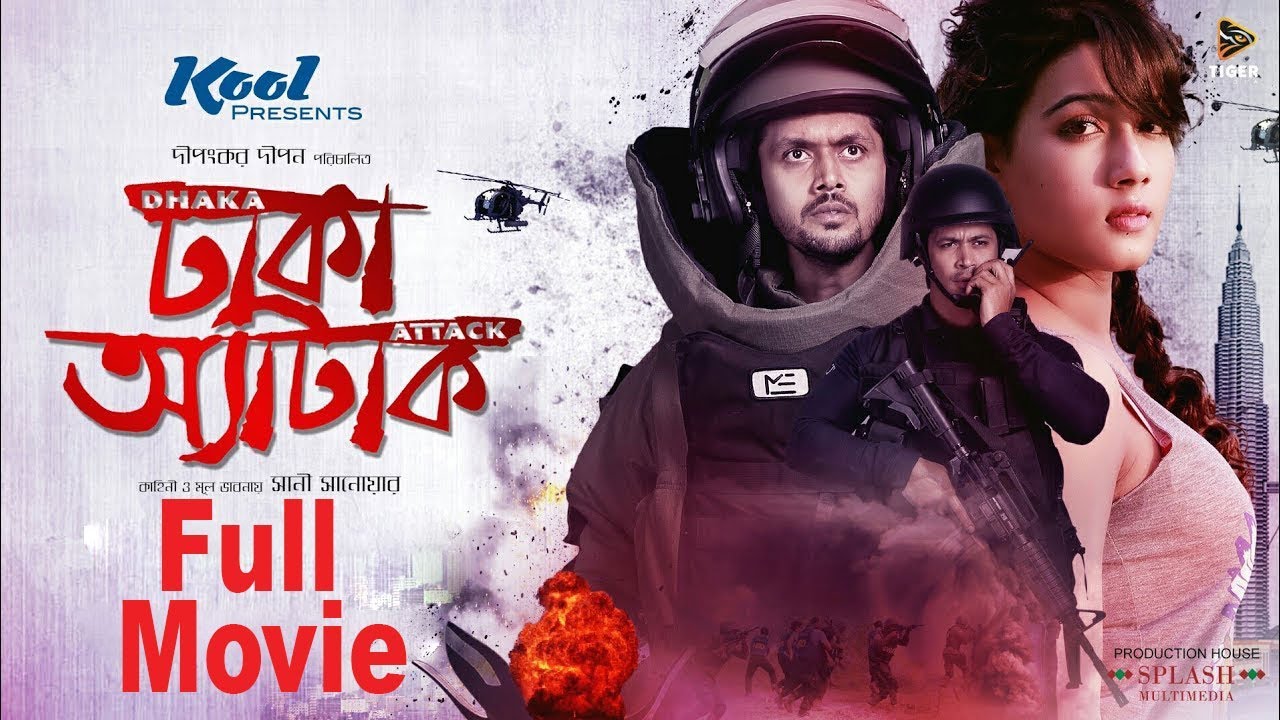 Kool
PRESENTS
TIGER
দীপংকর দীপন পরিচালিত
DHAKA
ঢাকা
ATTACK
অ্যাটাক
কাহিনী ও মূল ভাবনায় সানী সানোয়ার
Full
Movie
PRODUCTION HOUSE
SPLASH
MULTIMEDIA